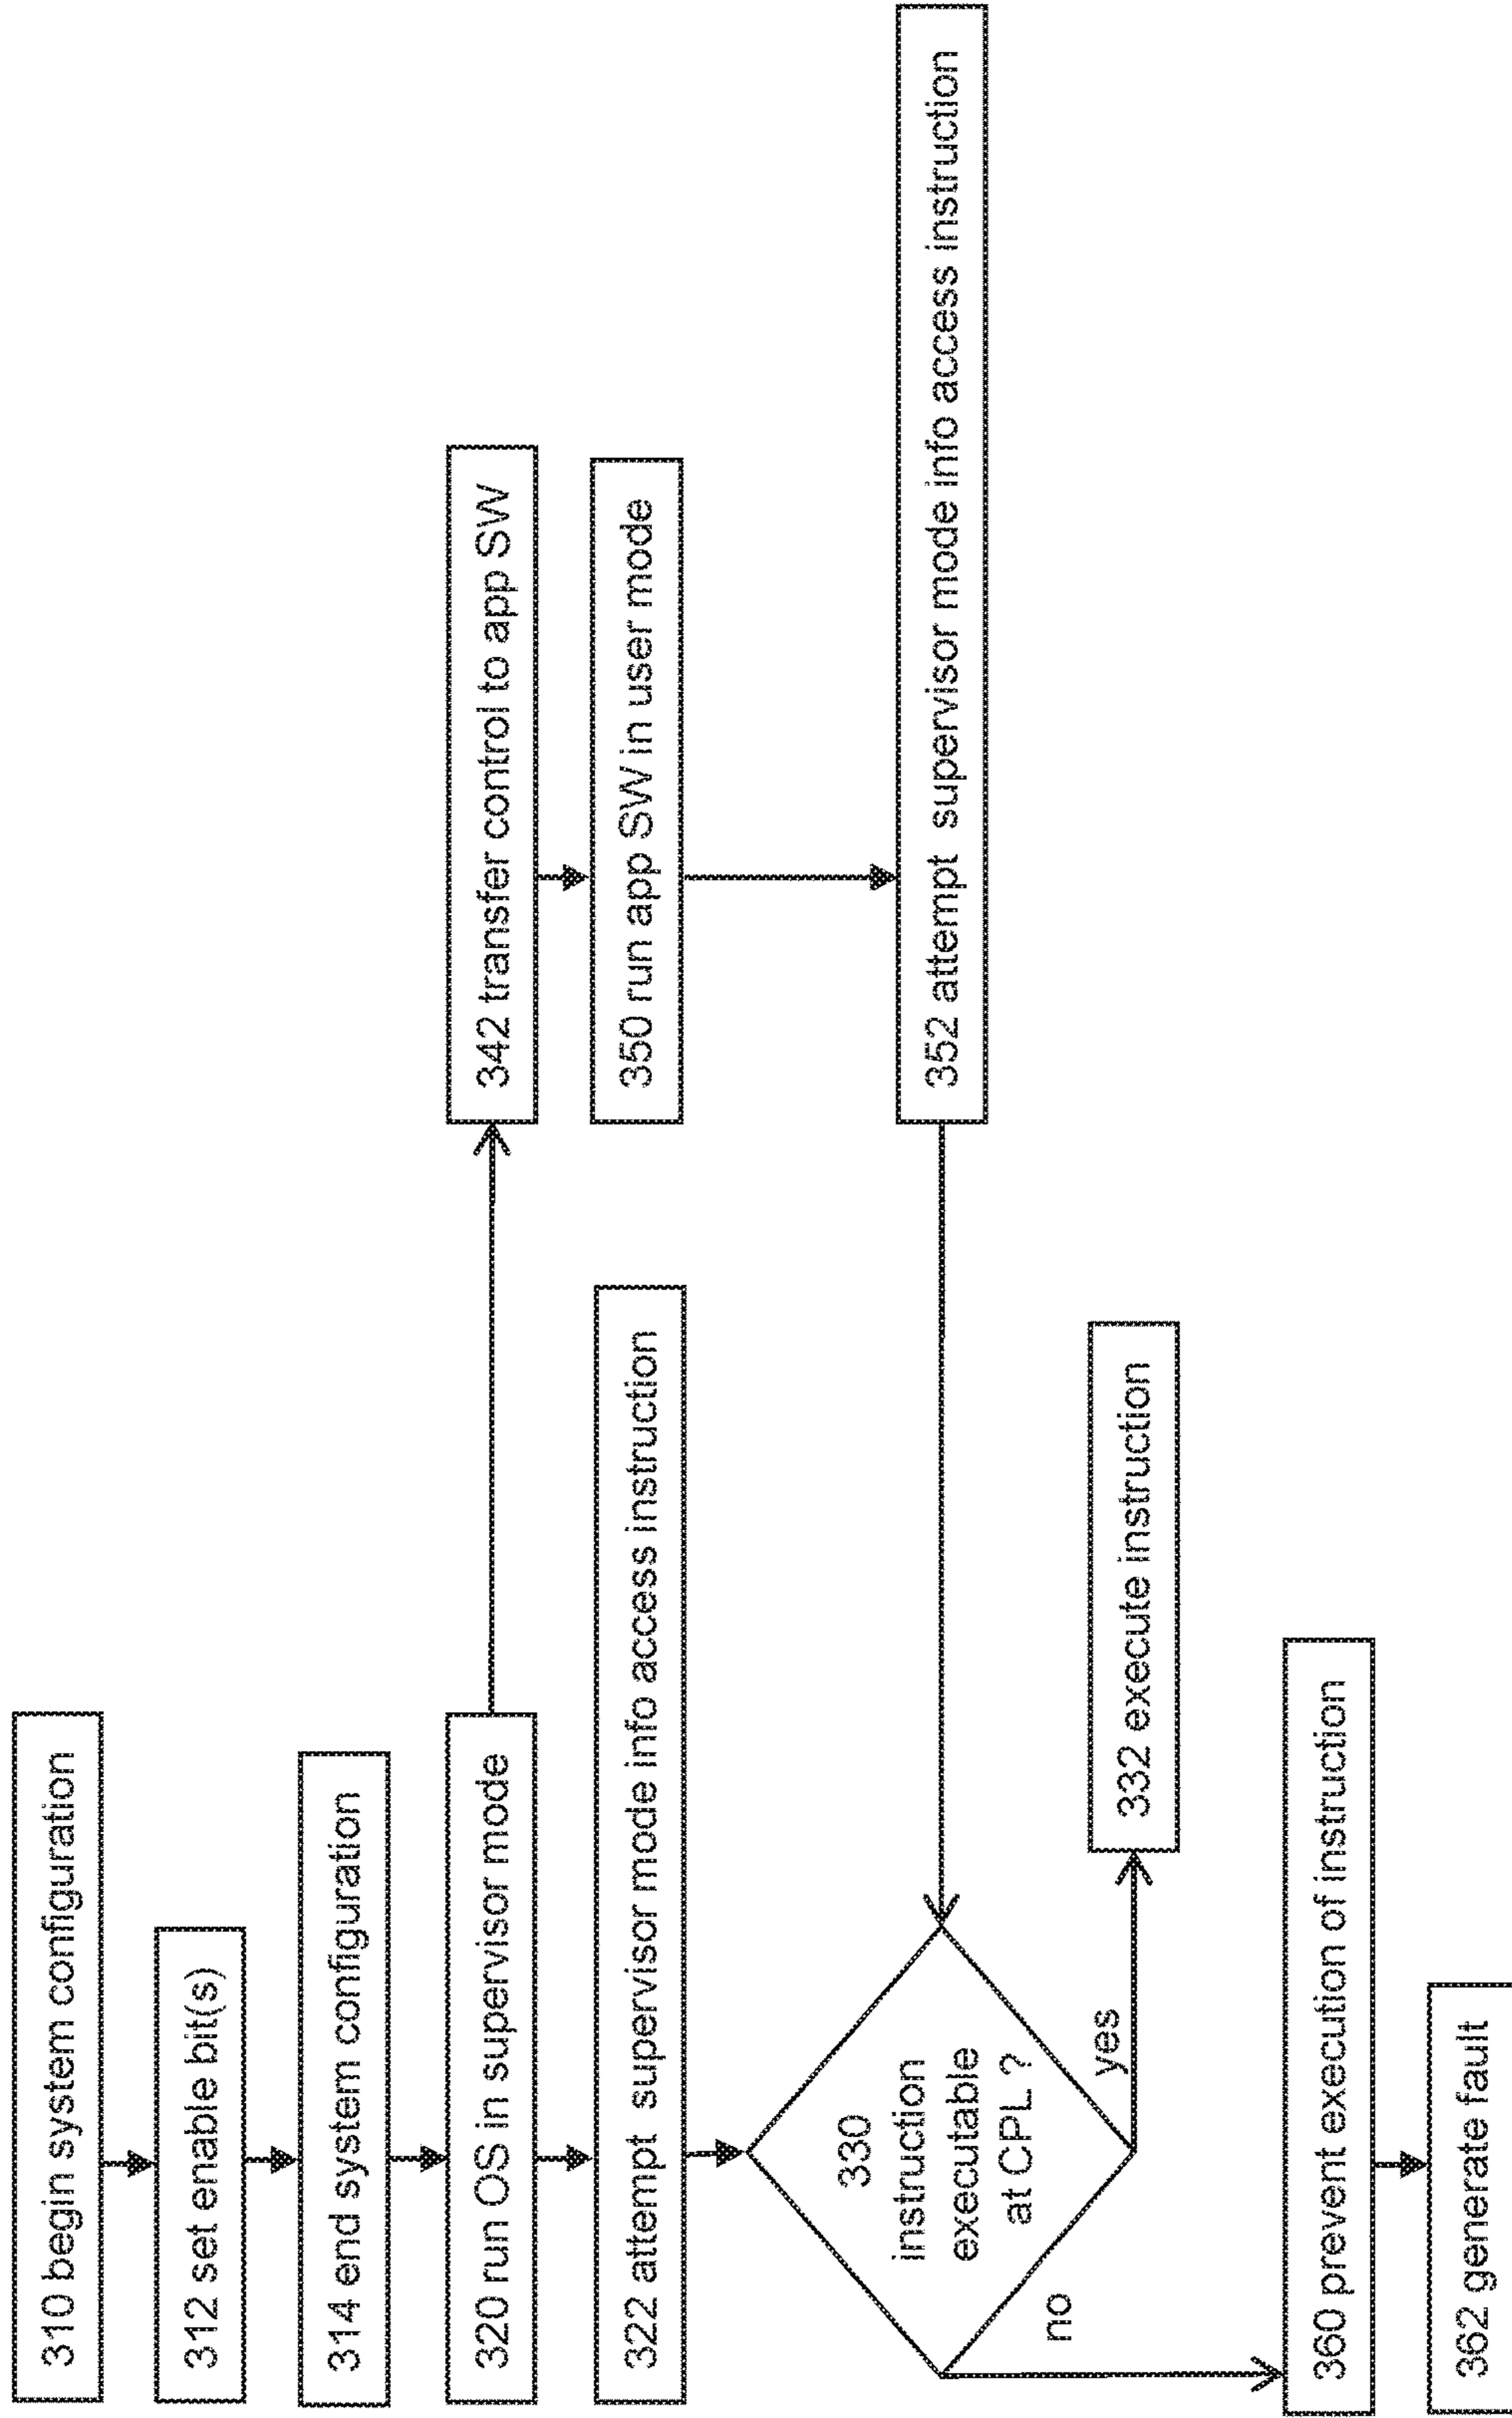 310 begin system configuration
312 set enable bit(s)
314 end system configuration
320 run OS in supervisor mode
342 transfer control to app SW
322 attempt supervisor mode info access instruction
350 run app SW in user mode
330
instruction
executable
at CPL ?
352 attempt supervisor mode info access instruction
no
yes
332 execute instruction
360 prevent execution of instruction
362 generate fault